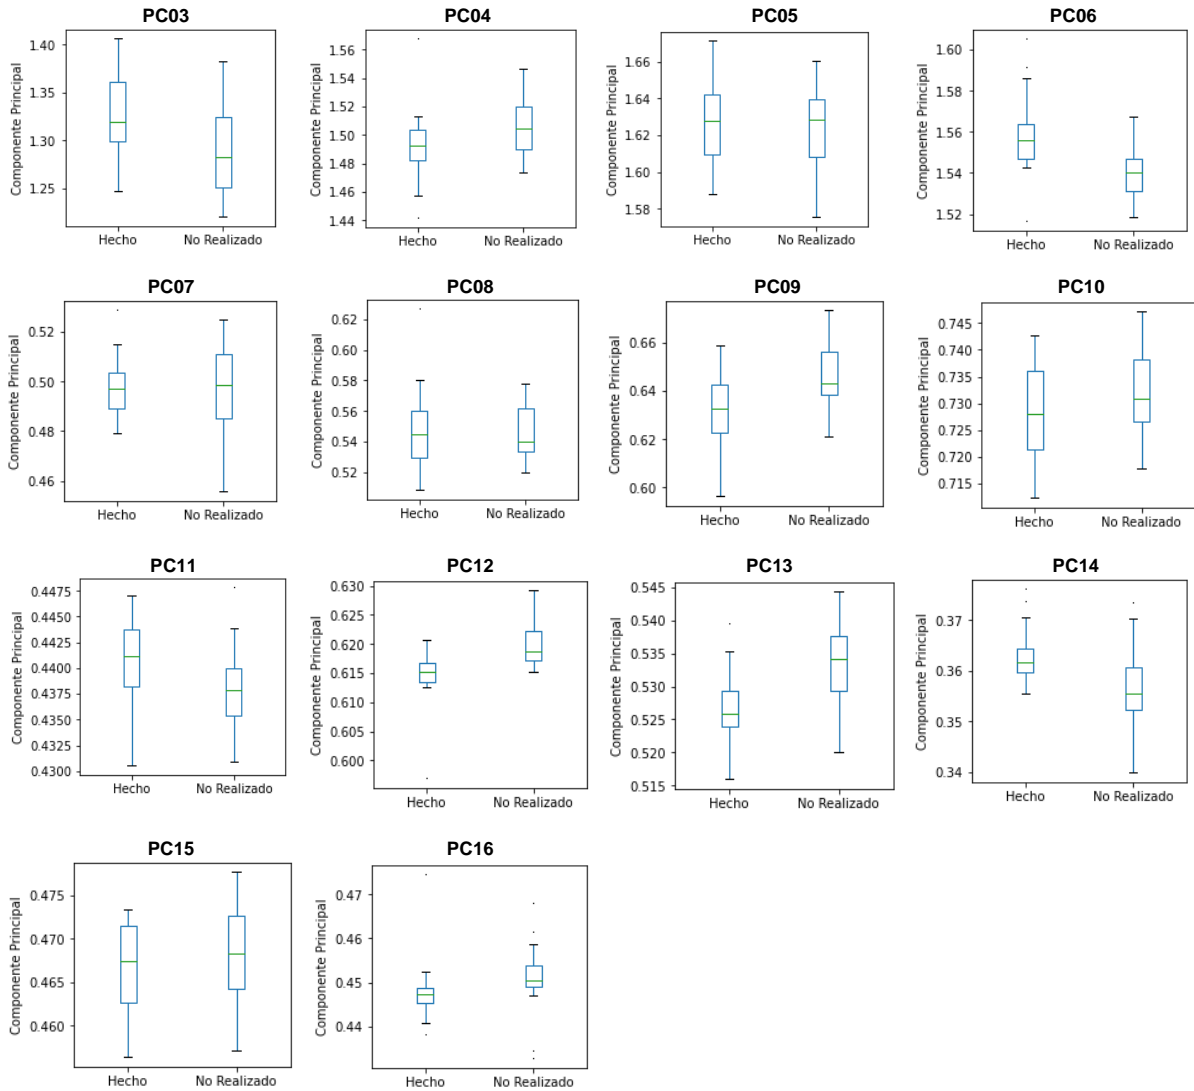 PC03 PC04 PC05 PC06
Componente Principal
1.40
1.35
1.30
1.25
Hecho No Realizado
Componente Principal
1.56
1.54
1.52
1.50
1.48
1.46
1.44
Hecho No Realizado
Componente Principal
1.66
1.64
1.62
1.60
1.58
Hecho No Realizado
Componente Principal
1.60
1.58
1.56
1.54
1.52
Hecho No Realizado
PC07 PC08 PC09 PC10
Componente Principal
0.52
0.50
0.48
0.46
Hecho No Realizado
Componente Principal
0.62
0.60
0.58
0.56
0.54
0.52
Hecho No Realizado
Componente Principal
0.66
0.64
0.62
0.60
Hecho No Realizado
Componente Principal
0.745
0.740
0.735
0.730
0.725
0.720
0.715
Hecho No Realizado
PC11 PC12 PC13 PC14
Componente Principal
0.4475
0.4450
0.4425
0.4400
0.4375
0.4350
0.4325
0.4300
Hecho No Realizado
Componente Principal
0.630
0.625
0.620
0.615
0.610
0.605
0.600
Hecho No Realizado
Componente Principal
0.545
0.540
0.535
0.530
0.525
0.520
0.515
Hecho No Realizado
Componente Principal
0.37
0.36
0.35
0.34
Hecho No Realizado
PC15 PC16
Componente Principal
0.475
0.470
0.465
0.460
Hecho No Realizado
Componente Principal
0.47
0.46
0.45
0.44
Hecho No Realizado